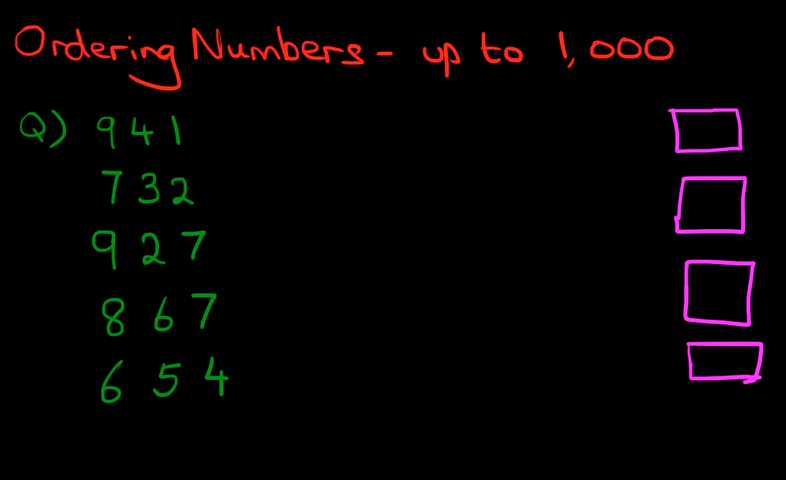 Ordering Numbers - up to 1,000
Q) 941
732
927
867
654